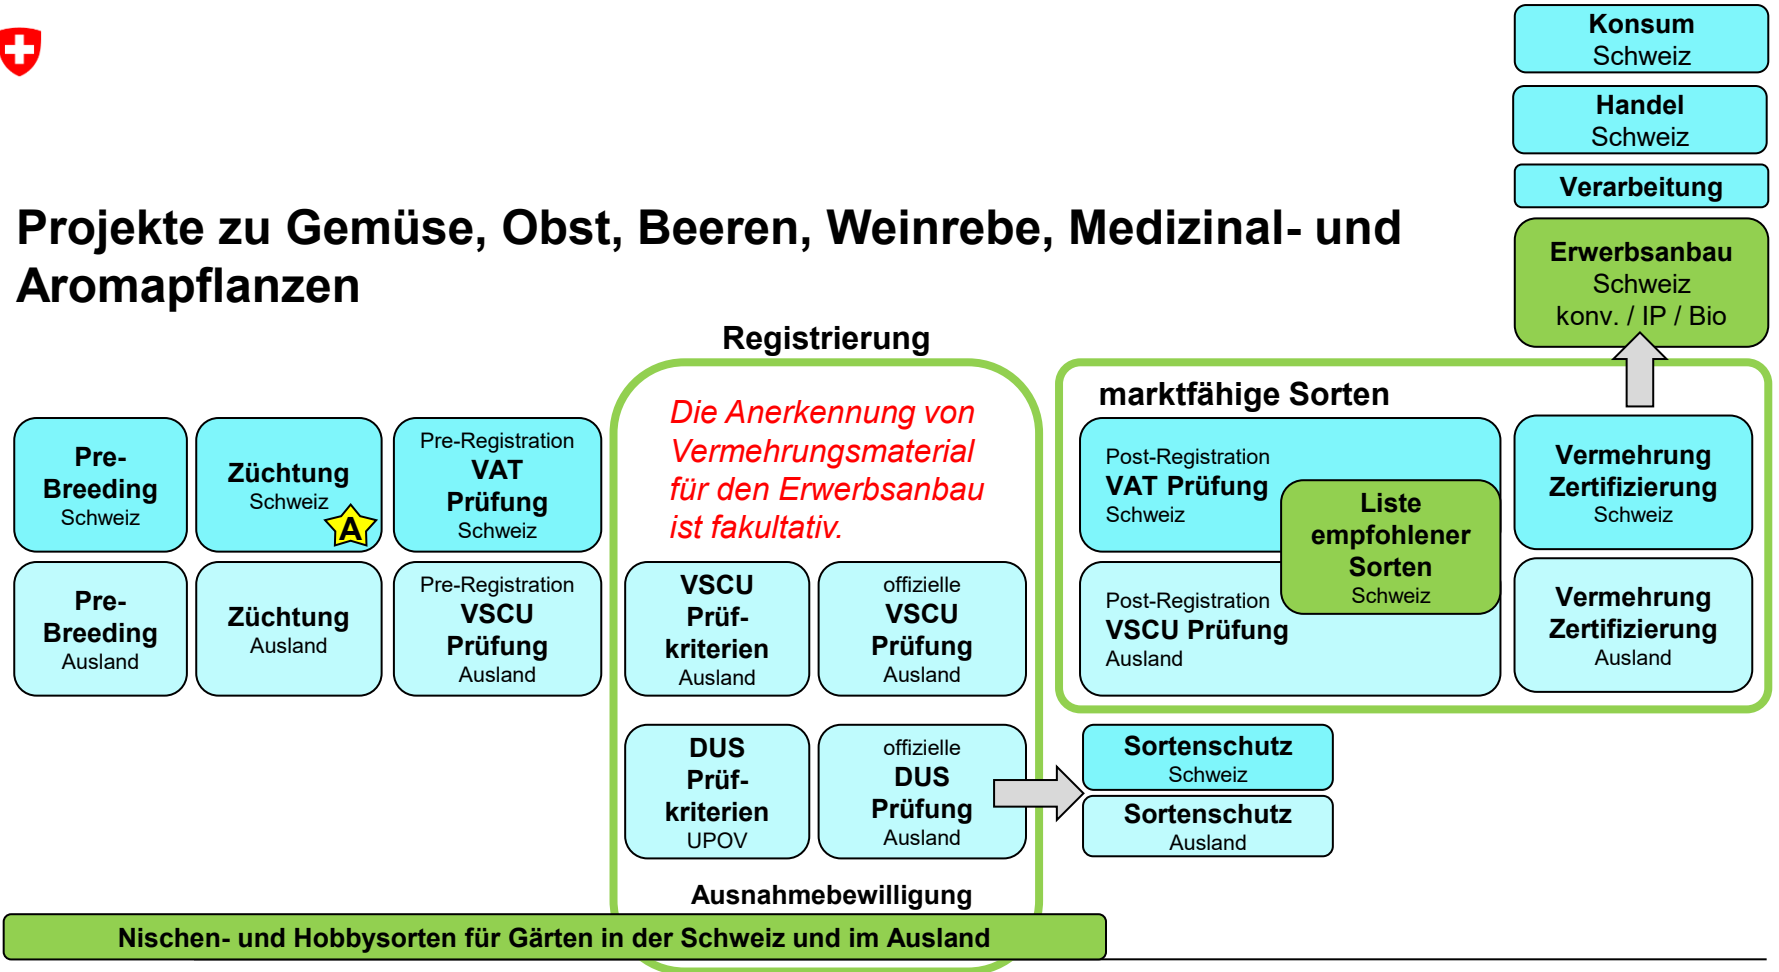 Konsum
Schweiz
Handel
Schweiz
Verarbeitung
Erwerbsanbau
Schweiz
konv. / IP / Bio
Projekte zu Gemüse, Obst, Beeren, Weinrebe, Medizinal- und
Aromapflanzen
Registrierung
Die Anerkennung von
Vermehrungsmaterial
für den Erwerbsanbau
ist fakultativ.
marktfähige Sorten
Pre-
Breeding
Schweiz
Züchtung
Schweiz
A
Pre-Registration
VAT
Prüfung
Schweiz
Post-Registration
VAT Prüfung
Schweiz
Liste
empfohlener
Sorten
Schweiz
Vermehrung
Zertifizierung
Schweiz
Pre-
Breeding
Ausland
Züchtung
Ausland
Pre-Registration
VSCU
Prüfung
Ausland
VSCU
Prüf-
kriterien
Ausland
offizielle
VSCU
Prüfung
Ausland
Post-Registration
VSCU Prüfung
Ausland
Vermehrung
Zertifizierung
Ausland
DUS
Prüf-
kriterien
UPOV
offizielle
DUS
Prüfung
Ausland
Sortenschutz
Schweiz
Sortenschutz
Ausland
Ausnahmebewilligung
Nischen- und Hobbysorten für Gärten in der Schweiz und im Ausland